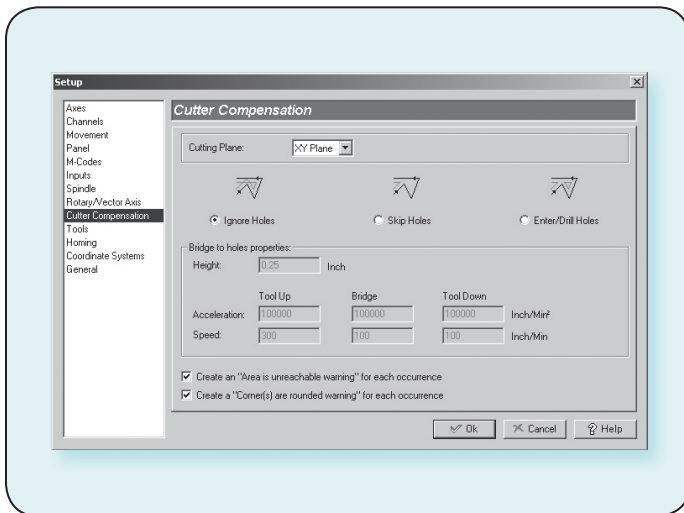 Setup
Axes
Channels
Movement
Panel
M-Codes
Inputs
Spindle
Rotary/Vector Axis
Cutter Compensation
Tools
Homing
Coordinate Systems
General
Cutter Compensation
Cutting Plane: XY Plane
Ignore Holes Skip Holes Enter/Drill Holes
Bridge to holes properties:
Height: 0.25 Inch
Tool Up Bridge Tool Down
Acceleration: 100000 100000 100000 Inch/Min²
Speed: 300 100 100 Inch/Min
Create an "Area is unreachable warning" for each occurrence
Create a "Corner(s) are rounded warning" for each occurrence
Ok Cancel Help